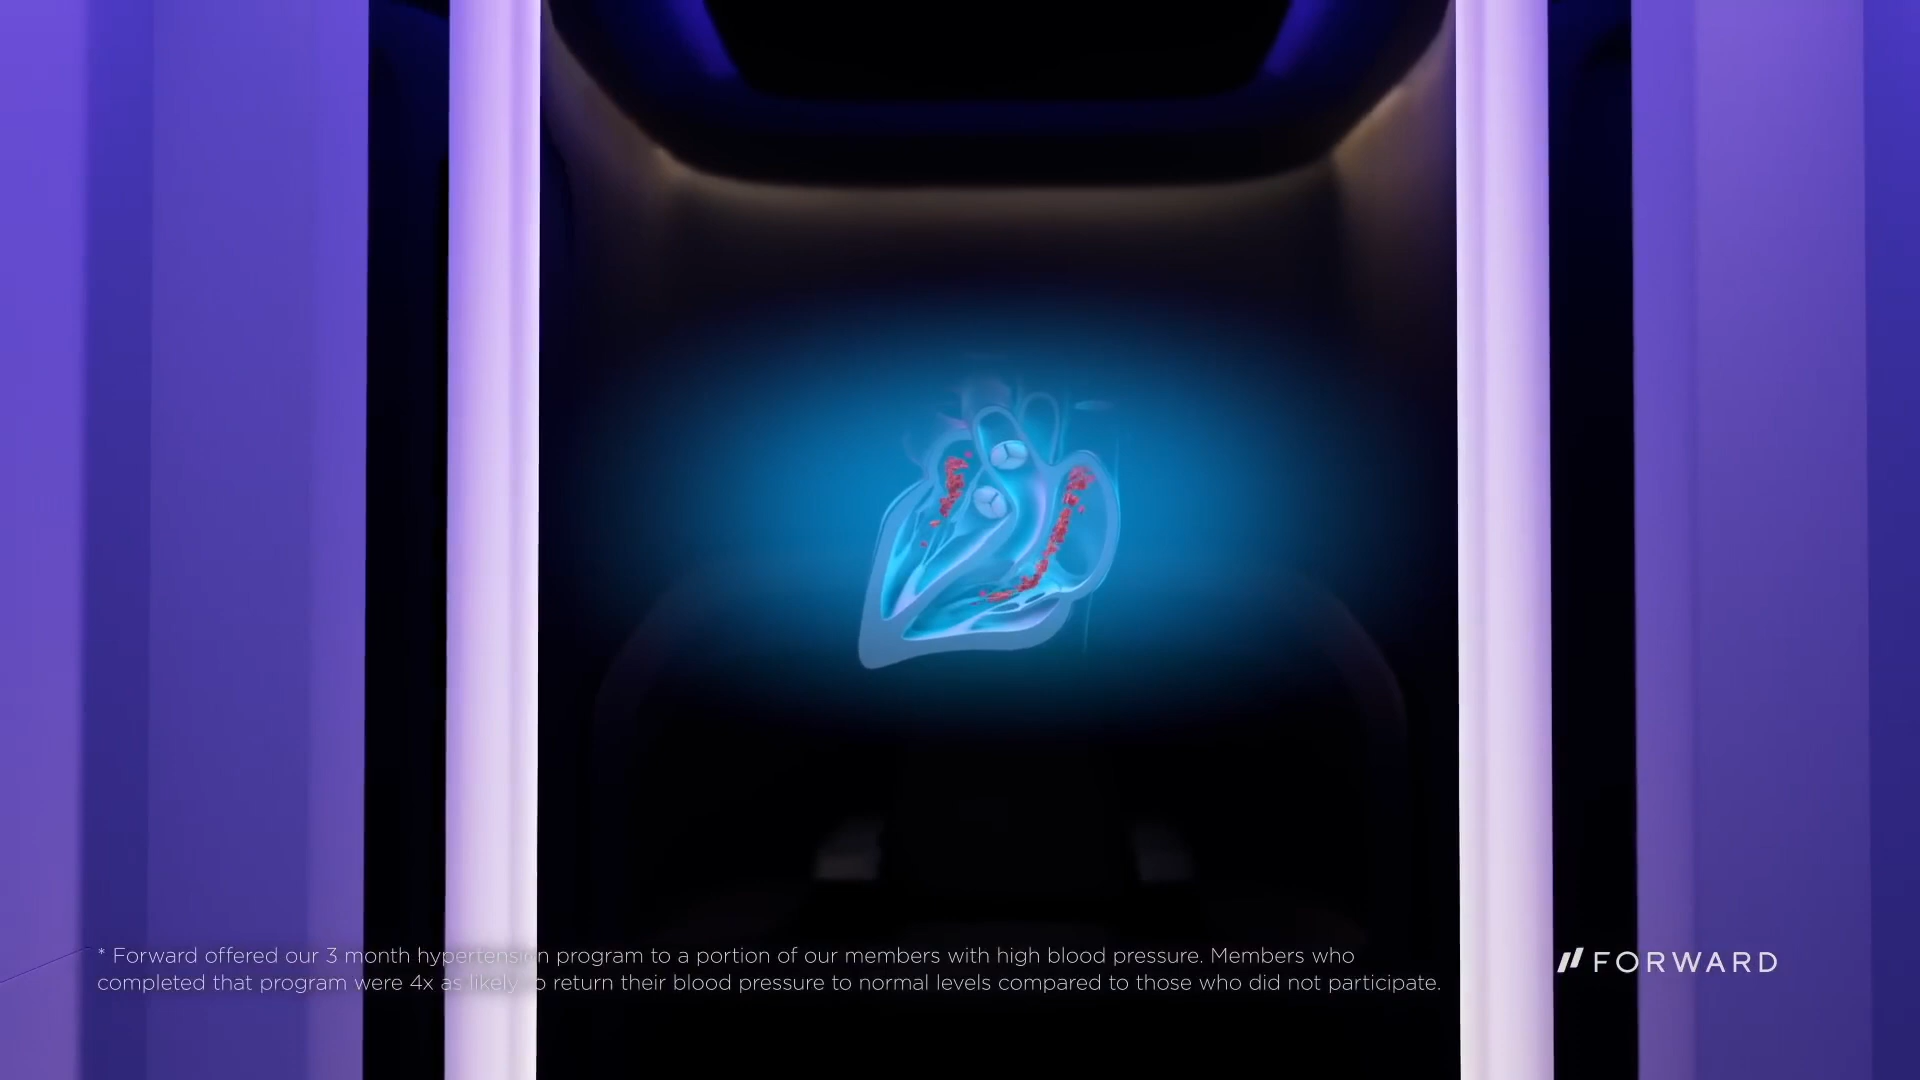 * Forward offered our 3 month hypertension program to a portion of our members with high blood pressure. Members who
completed that program were 4x as likely to return their blood pressure to normal levels compared to those who did not participate.
FORWARD